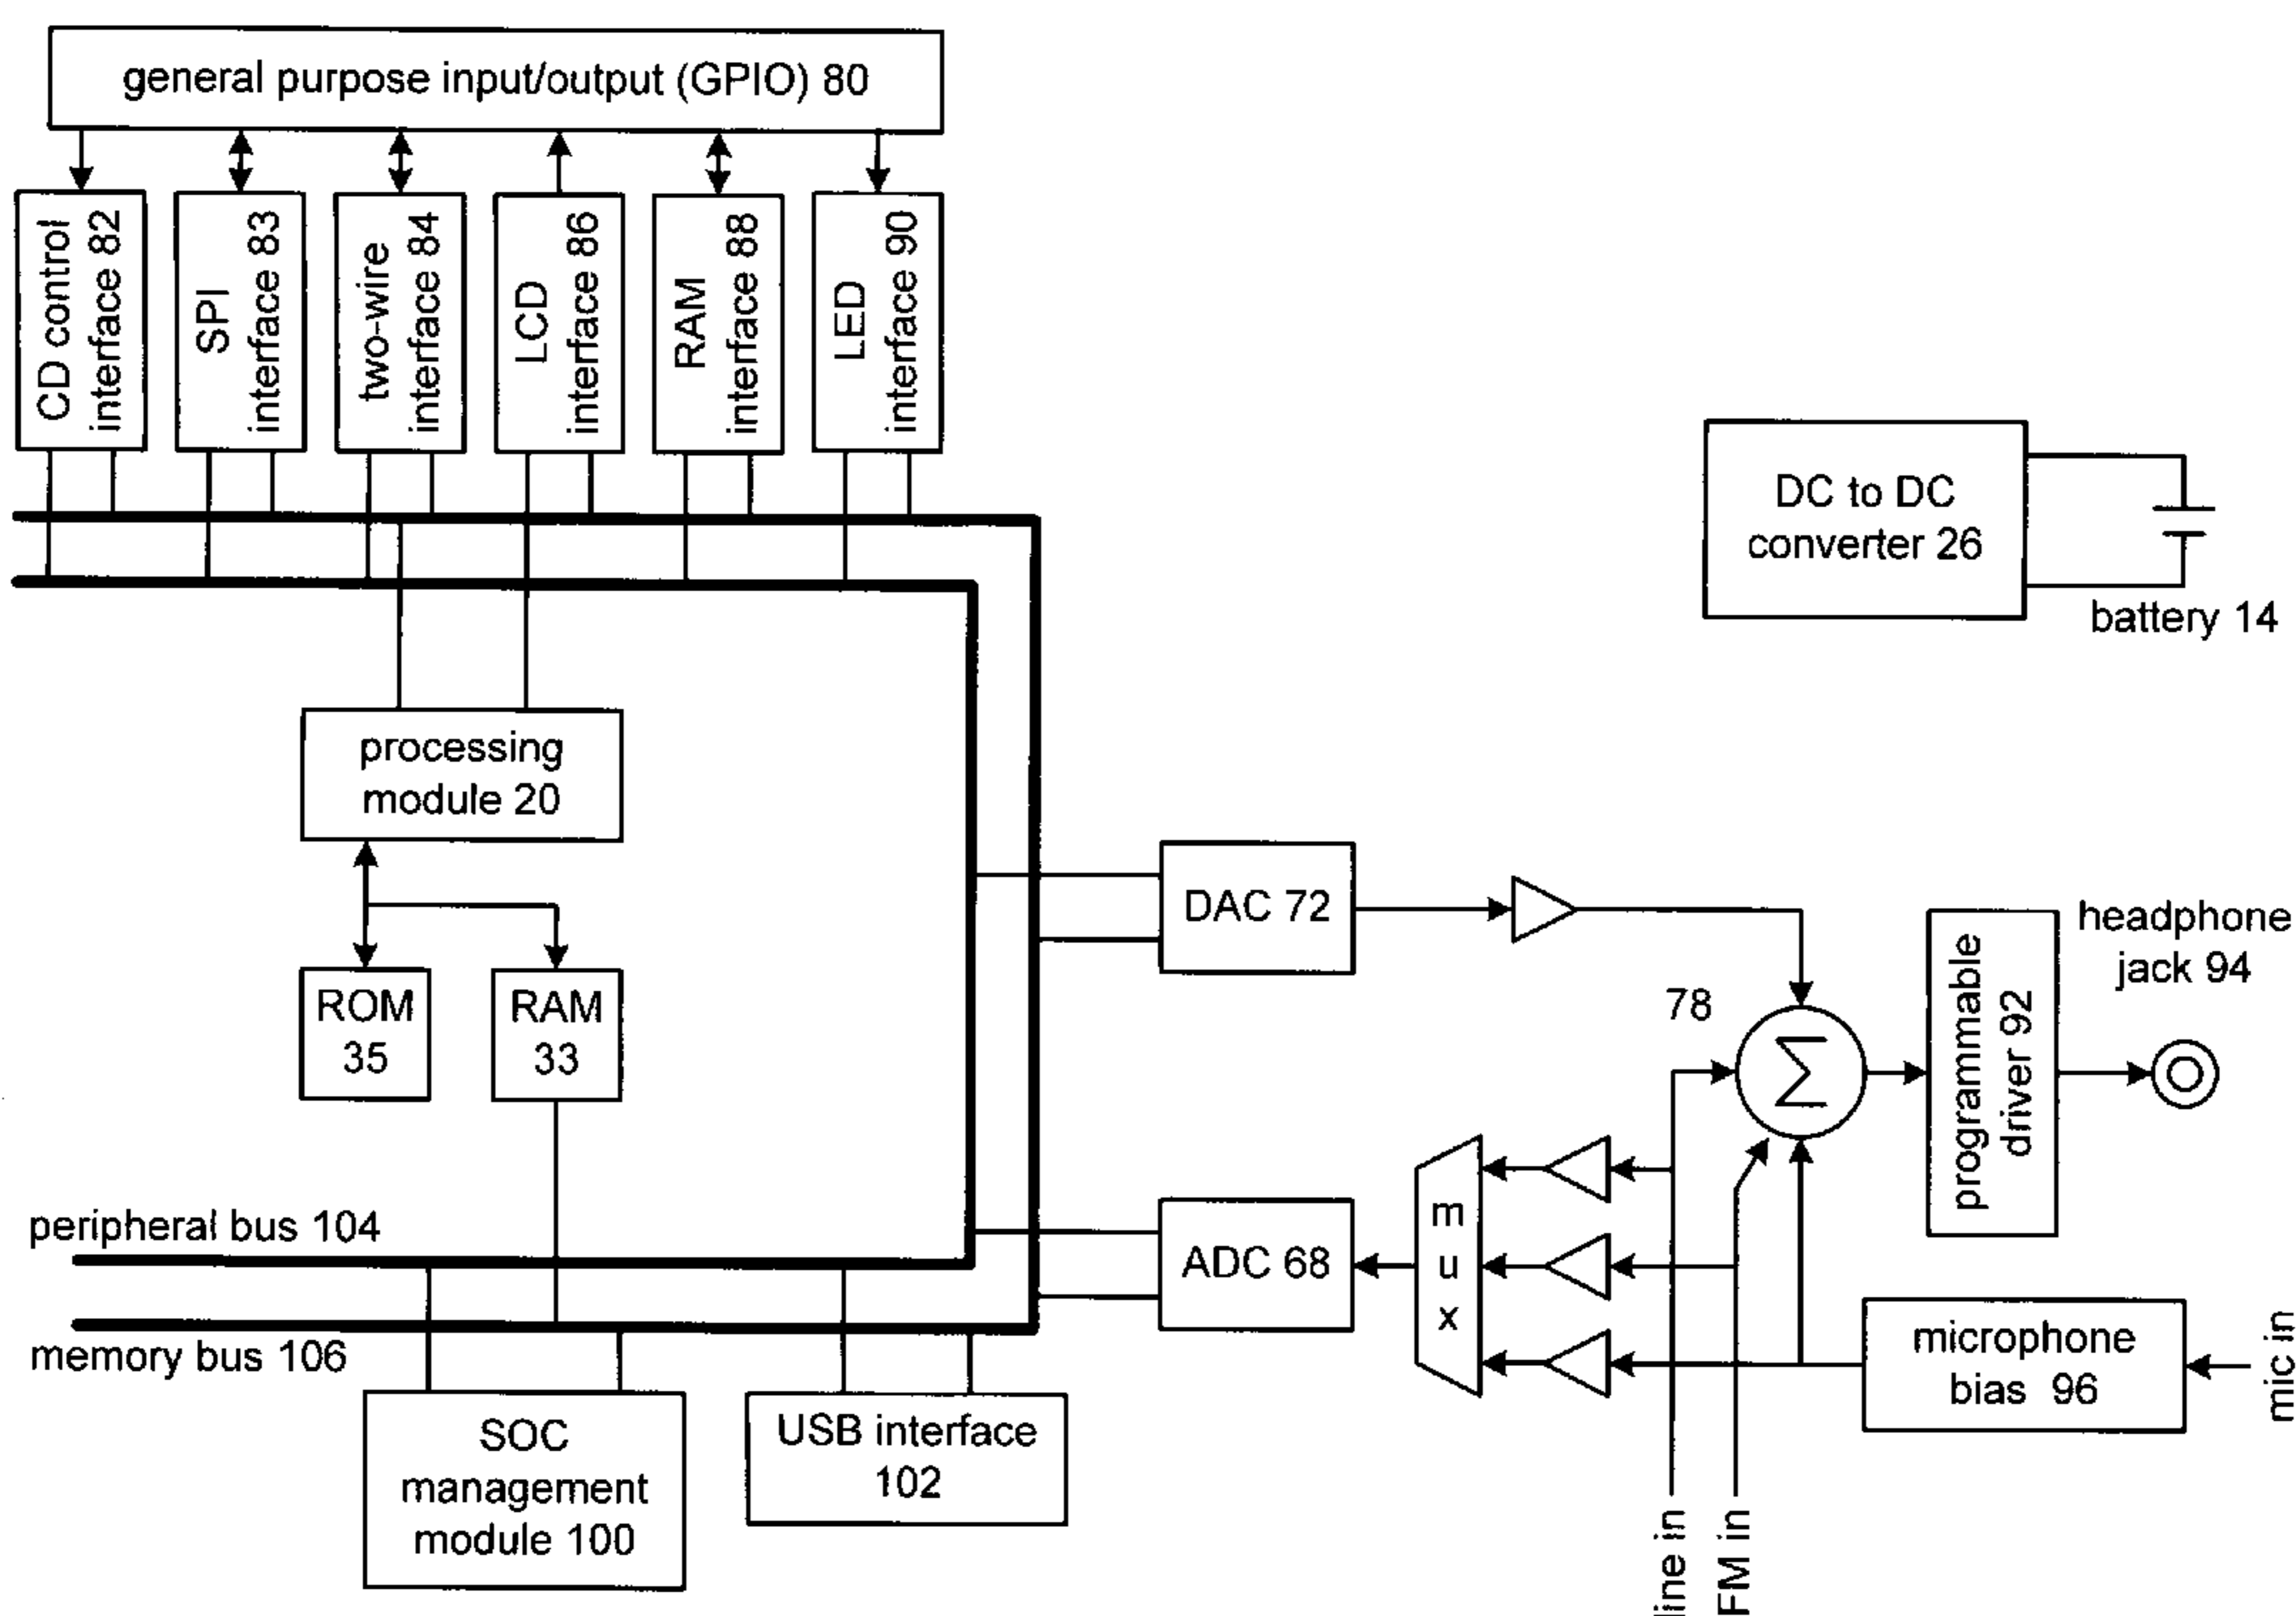 general purpose input/output (GPIO) 80
CD control
interface 82
SPI
interface 83
two-wire
interface 84
LCD
interface 86
RAM
interface 88
LED
interface 90
DC to DC
converter 26
battery 14
processing
module 20
ROM
35
RAM
33
DAC 72
78
Σ
programmable
driver 92
headphone
jack 94
peripheral bus 104
memory bus 106
ADC 68
m
u
x
microphone
bias 96
mic in
SOC
management
module 100
USB interface
102
line in
FM in